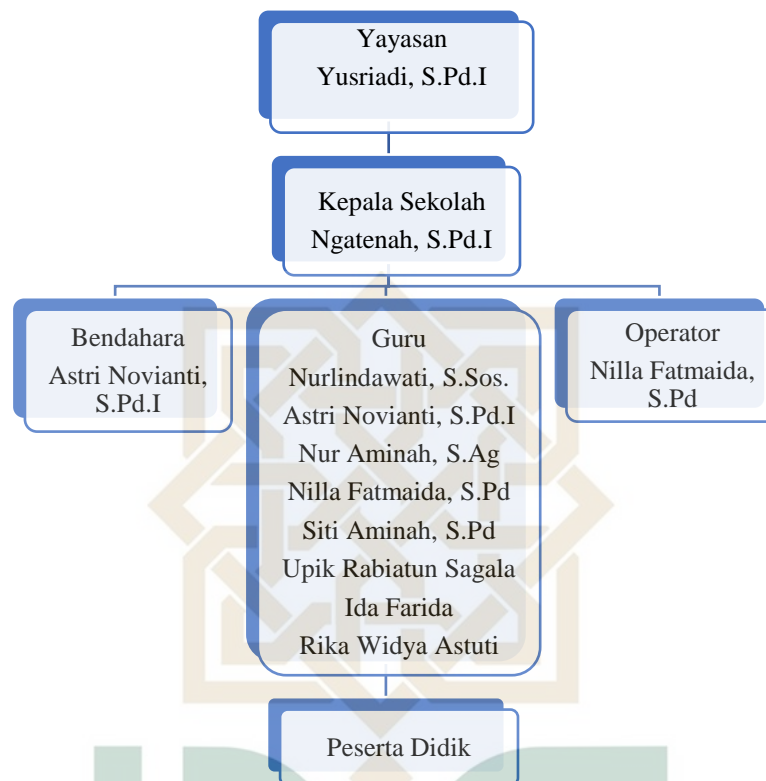 Yayasan
Yusriadi, S.Pd.I
Kepala Sekolah
Ngatenah, S.Pd.I
Bendahara
Astri Novianti,
S.Pd.I
Guru
Nurlindawati, S.Sos.
Astri Novianti, S.Pd.I
Nur Aminah, S.Ag
Nilla Fatmaida, S.Pd
Siti Aminah, S.Pd
Upik Rabiatun Sagala
Ida Farida
Rika Widya Astuti
Operator
Nilla Fatmaida,
S.Pd
Peserta Didik